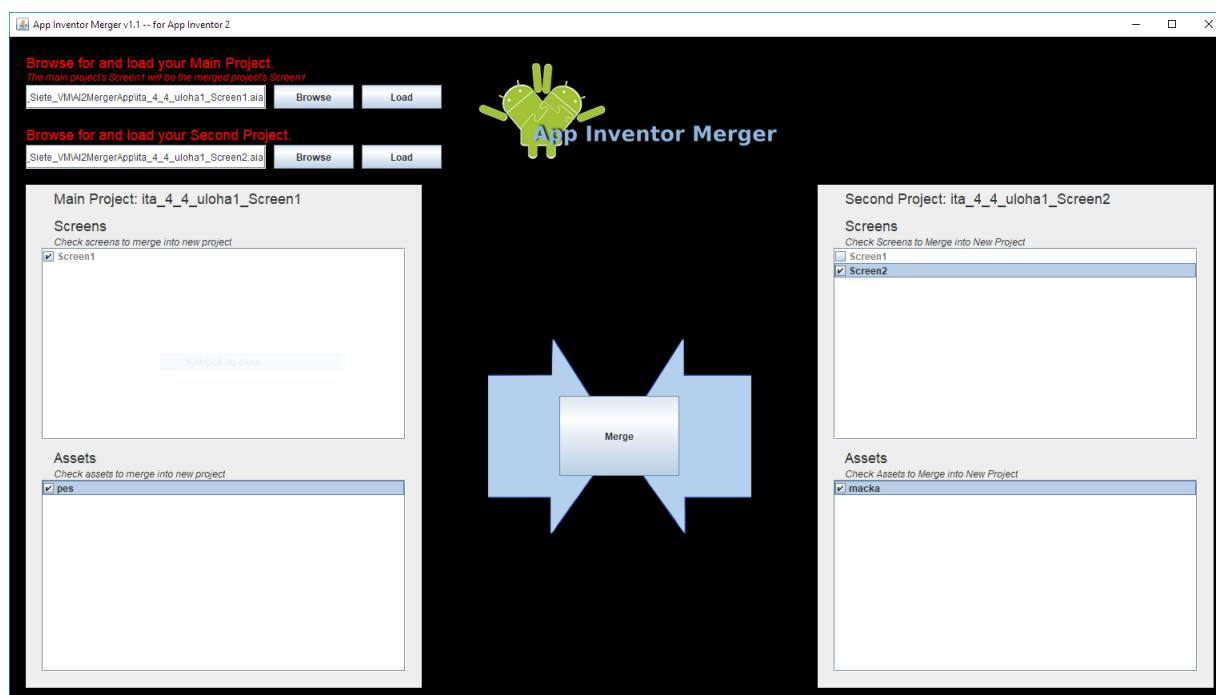 App Inventor Merger v1.1 -- for App Inventor 2
Browse for and load your Main Project.
The main project's Screen1 will be the merged project's Screen1
_Siete_VM\AI2MergerApp\ita_4_4_uloha1_Screen1.aia Browse Load
Browse for and load your Second Project.
_Siete_VM\AI2MergerApp\ita_4_4_uloha1_Screen2.aia Browse Load
App Inventor Merger
Main Project: ita_4_4_uloha1_Screen1
Screens
Check screens to merge into new project
Screen1
Výstrižok do okna
Assets
Check assets to merge into new project
pes
Merge
Second Project: ita_4_4_uloha1_Screen2
Screens
Check Screens to Merge into New Project
Screen1
Screen2
Assets
Check Assets to Merge into New Project
macka